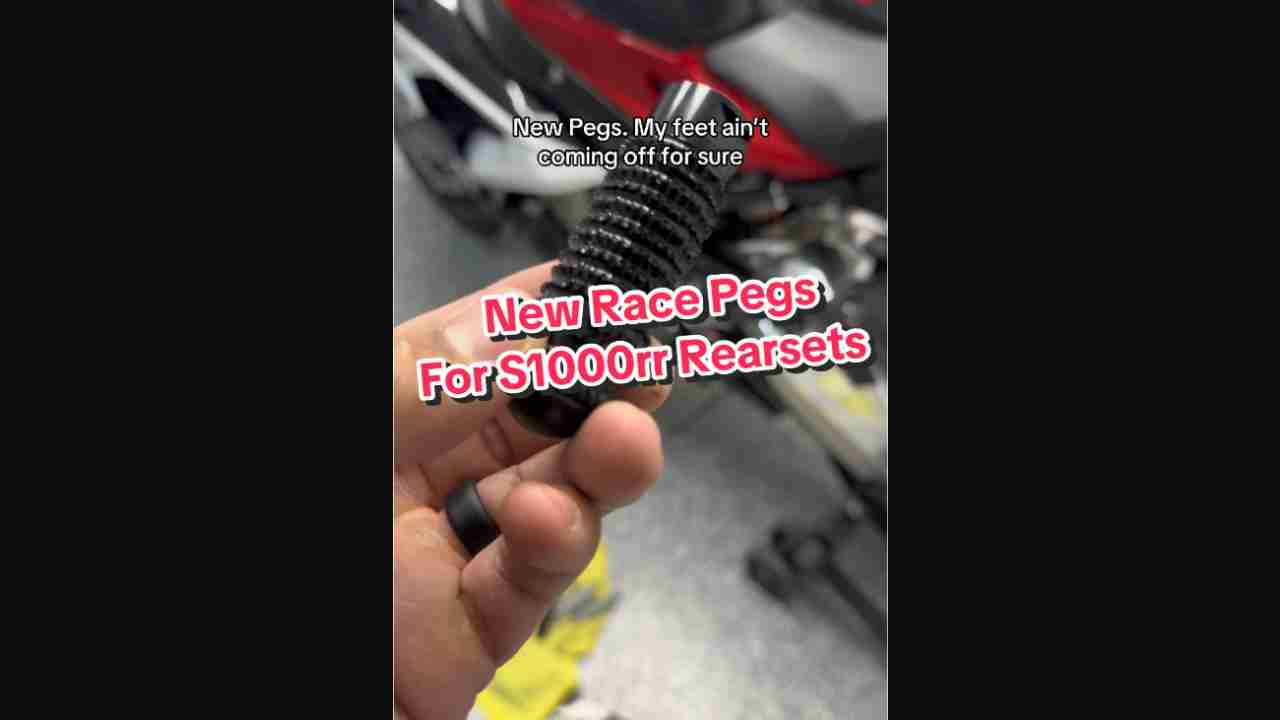 New Pegs. My feet ain't
coming off for sure
New Race Pegs
For S1000rr Rearsets